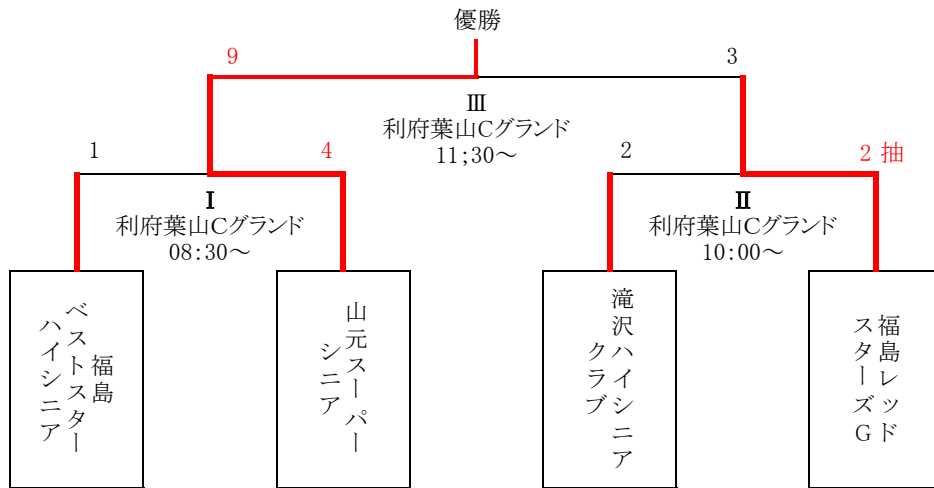 優勝
9
3
Ⅲ
利府葉山Cグランド
11;30～
1
4
2
2 抽
Ⅰ
利府葉山Cグランド
08:30～
Ⅱ
利府葉山Cグランド
10:00～
福島
ベストスター
ハイシニア
山元スーパー
シニア
滝沢ハイシニア
クラブ
福島レッド
スターズG